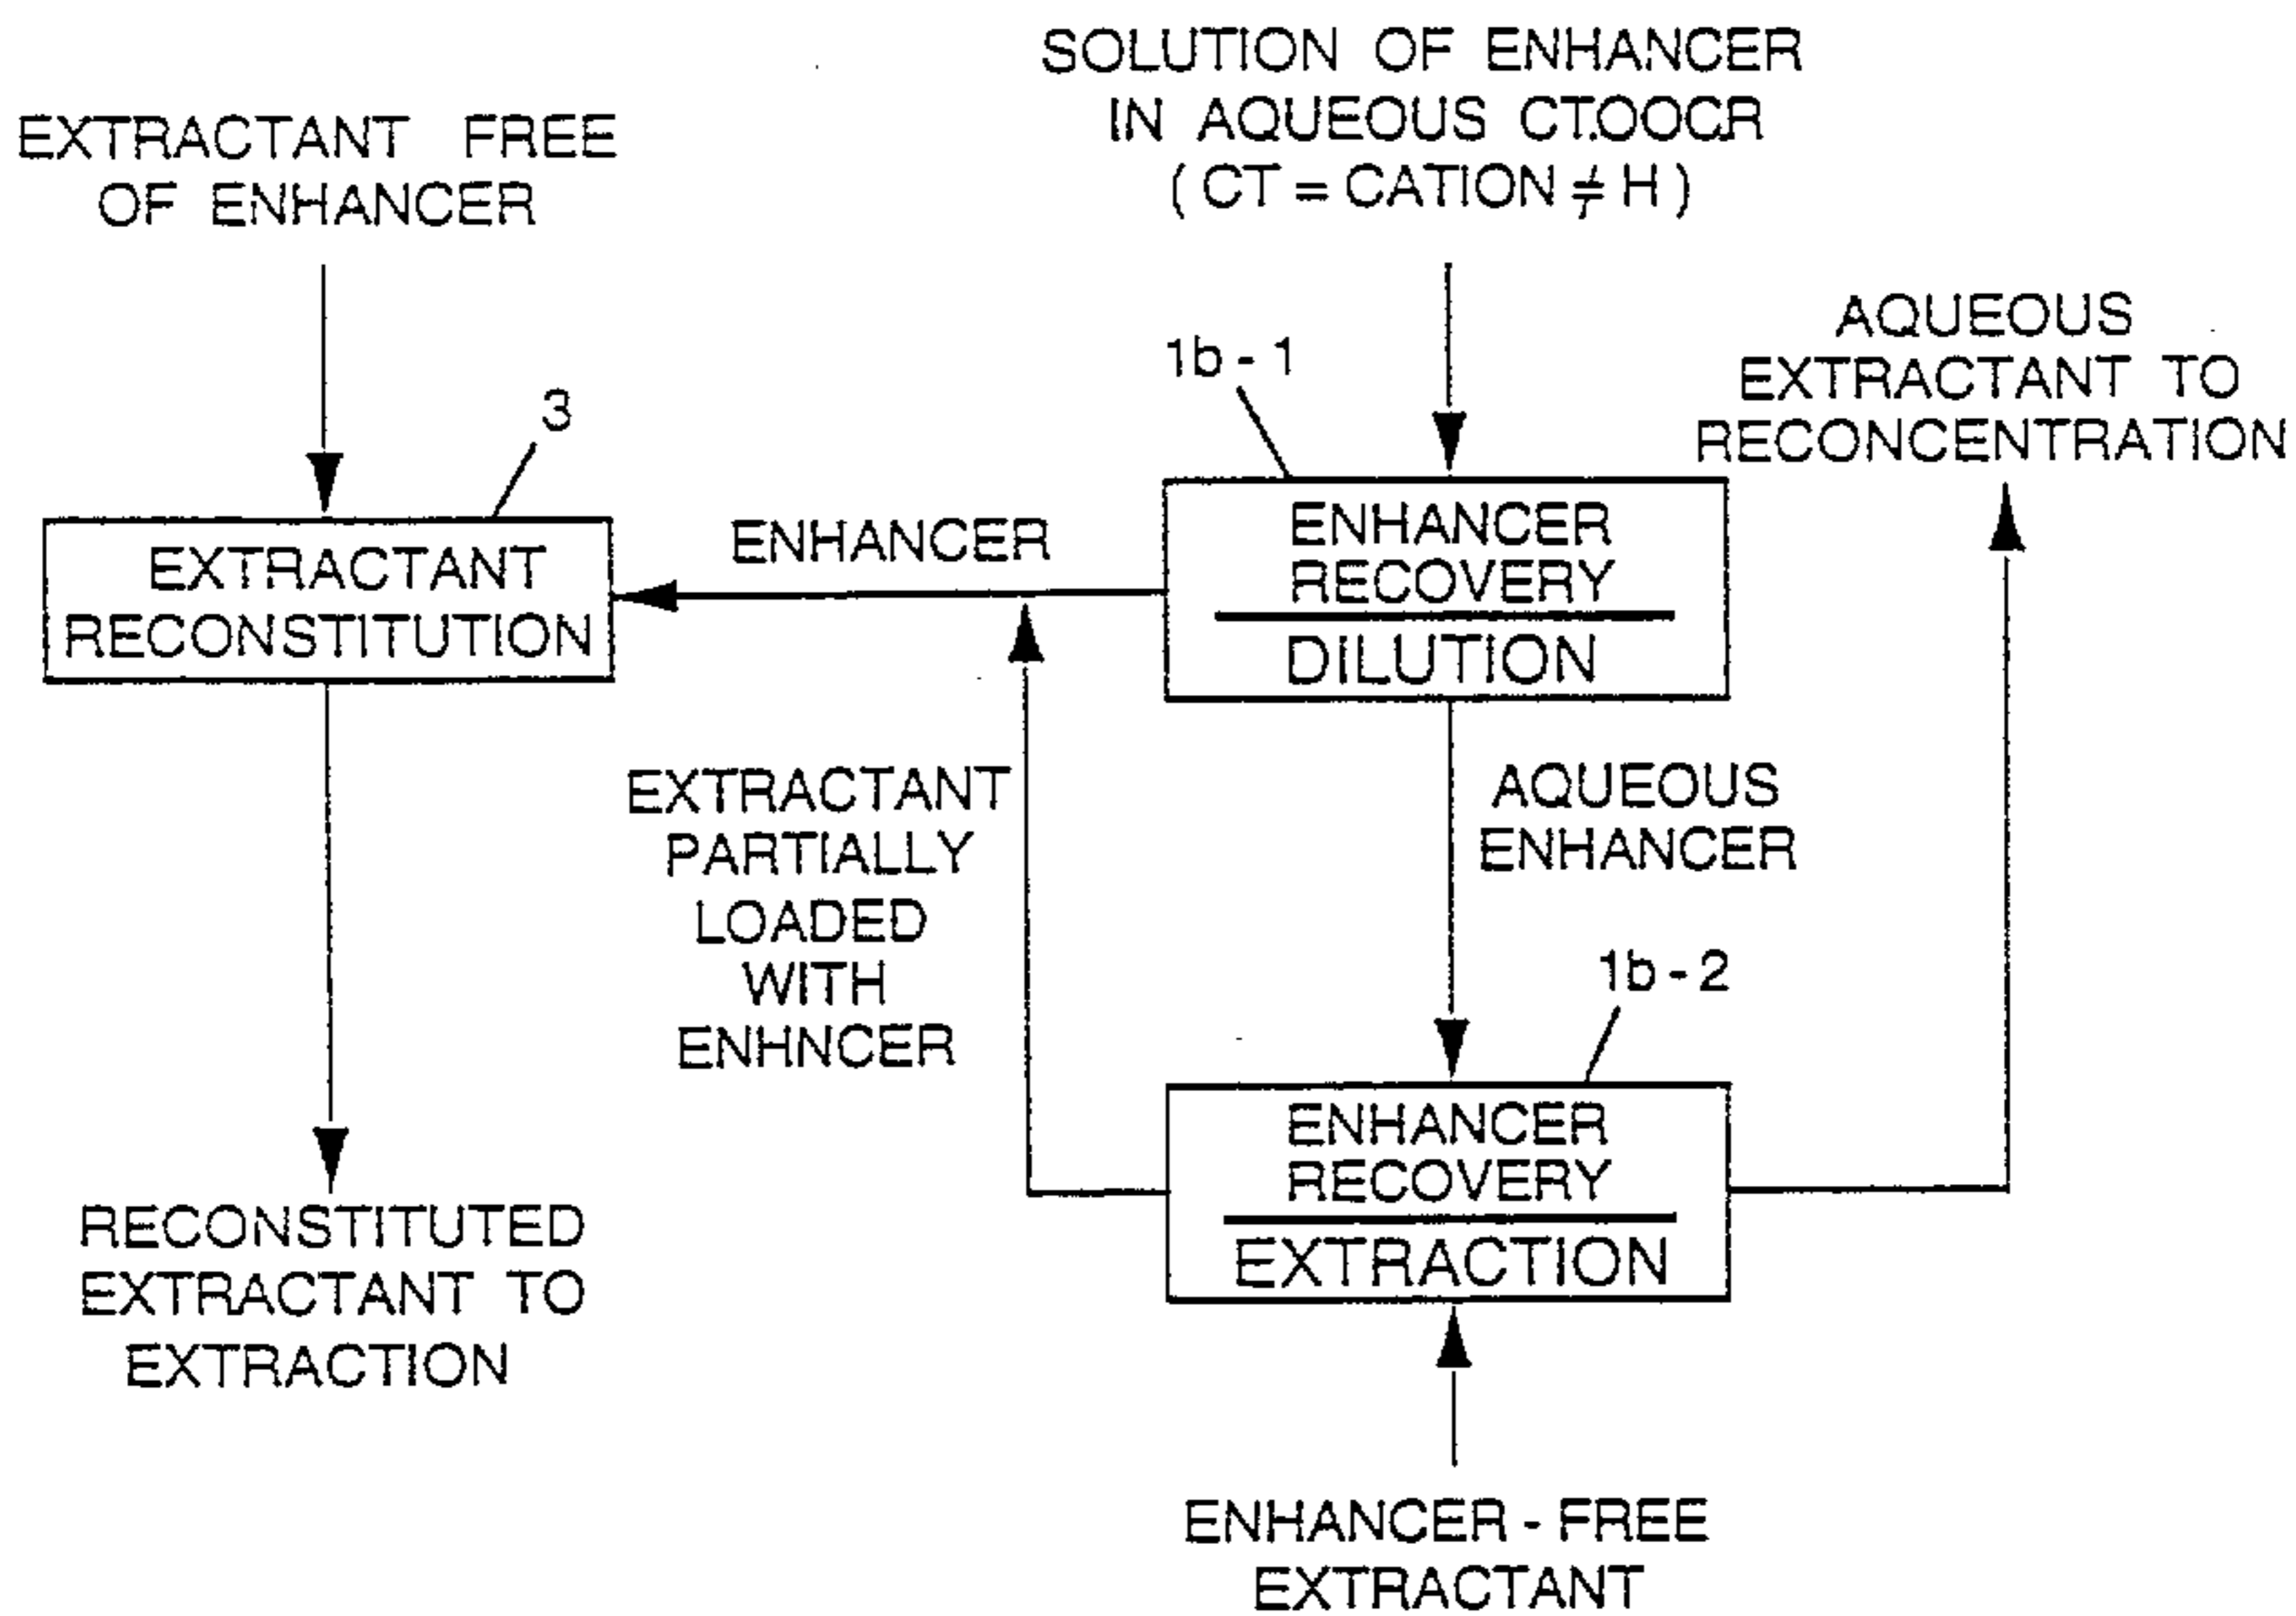 SOLUTION OF ENHANCER
IN AQUEOUS CT.OOCR
( CT = CATION ≠ H )
EXTRACTANT FREE
OF ENHANCER
AQUEOUS
EXTRACTANT TO
RECONCENTRATION
1b - 1
3
ENHANCER
RECOVERY
DILUTION
ENHANCER
EXTRACTANT
RECONSTITUTION
EXTRACTANT
PARTIALLY
LOADED
WITH
ENHNCER
AQUEOUS
ENHANCER
1b - 2
ENHANCER
RECOVERY
EXTRACTION
RECONSTITUTED
EXTRACTANT TO
EXTRACTION
ENHANCER - FREE
EXTRACTANT